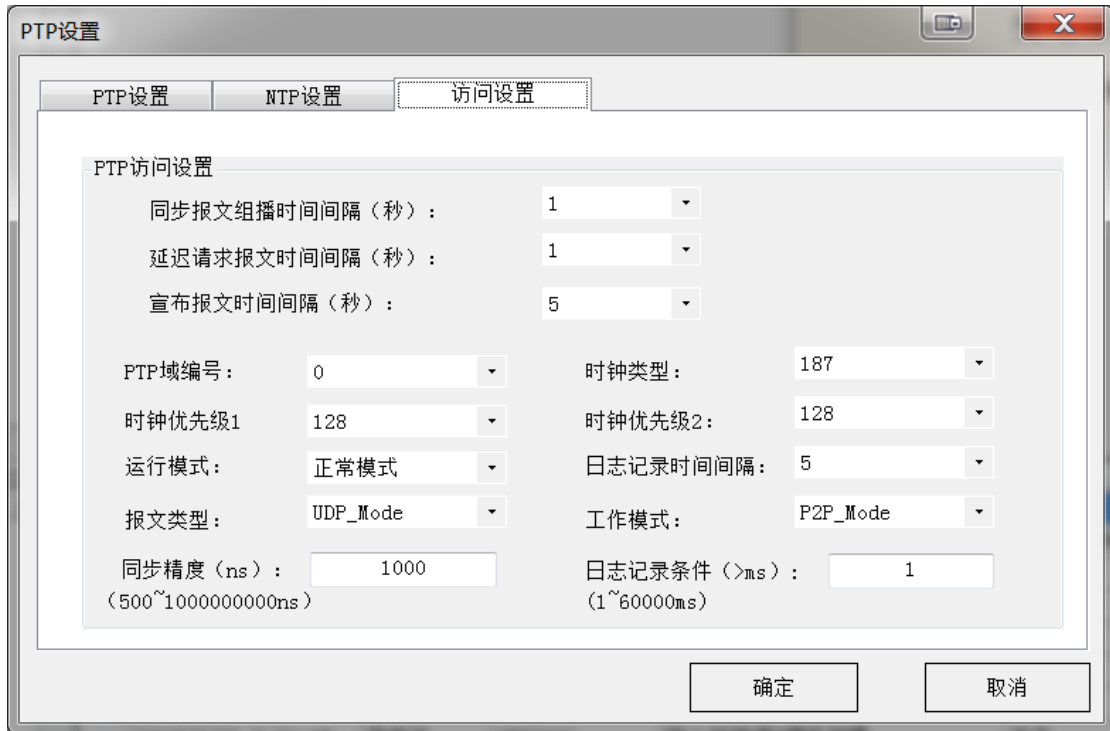 PTP设置
PTP设置 NTP设置 访问设置
PTP访问设置
同步报文组播时间间隔（秒）： 1
延迟请求报文时间间隔（秒）： 1
宣布报文时间间隔（秒）： 5
PTP域编号： 0 时钟类型： 187
时钟优先级1 128 时钟优先级2： 128
运行模式： 正常模式 日志记录时间间隔： 5
报文类型： UDP_Mode 工作模式： P2P_Mode
同步精度（ns）： 1000 日志记录条件（>ms）： 1
（500~1000000000ns） (1~60000ms)
确定 取消